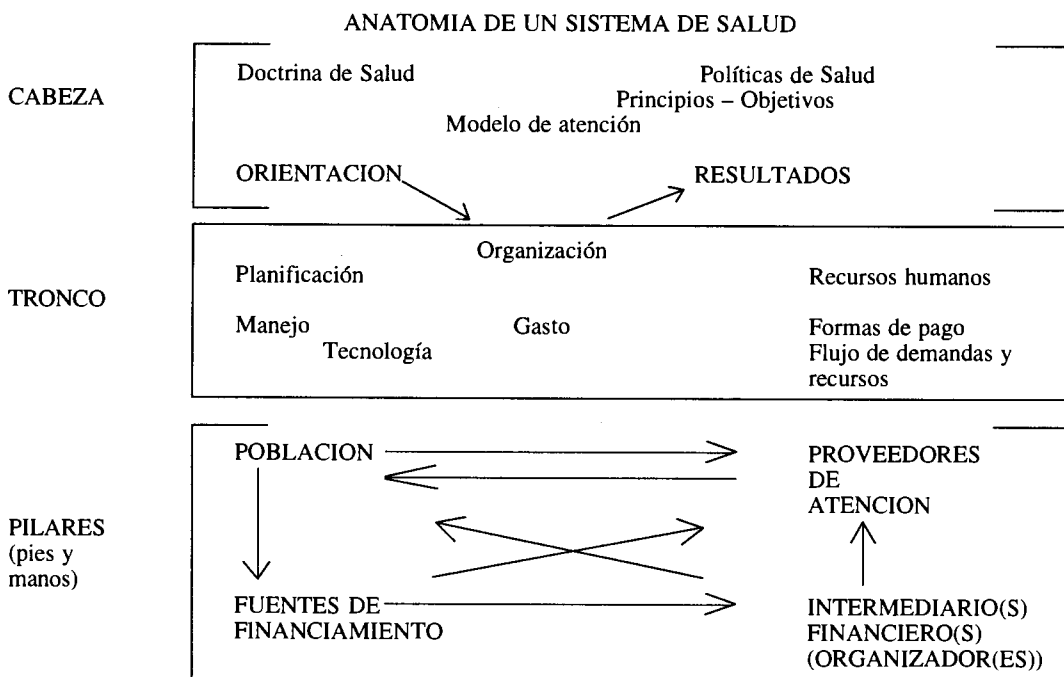 ANATOMIA DE UN SISTEMA DE SALUD
CABEZA
Doctrina de Salud
Políticas de Salud
Principios – Objetivos
Modelo de atención
ORIENTACION
RESULTADOS
TRONCO
Organización
Planificación
Recursos humanos
Manejo
Gasto
Formas de pago
Tecnología
Flujo de demandas y
recursos
PILARES
(pies y
manos)
POBLACION
PROVEEDORES
DE
ATENCION
FUENTES DE
FINANCIAMIENTO
INTERMEDIARIO(S)
FINANCIERO(S)
(ORGANIZADOR(ES))